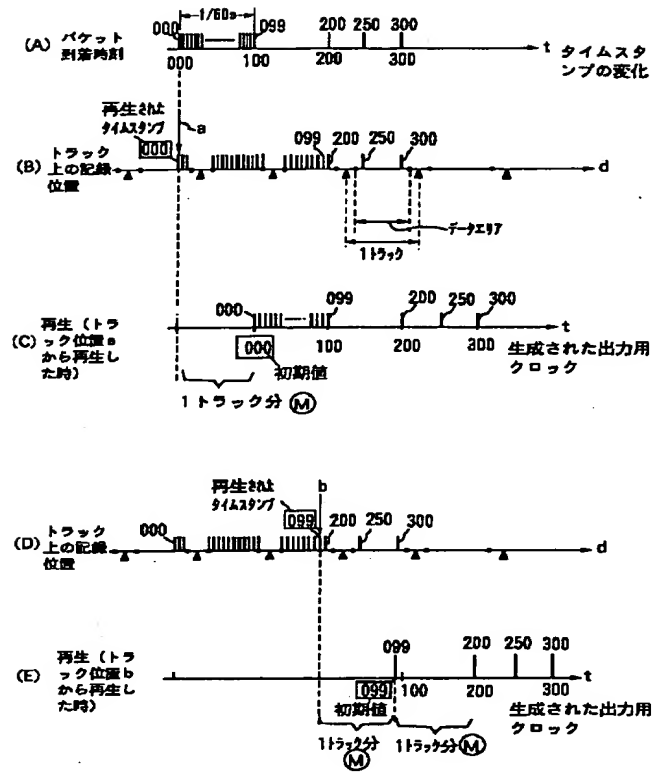 1/60s
000
099
200 250 300
(A) パケット
到着時刻
t
000
100
200
300
タイムスタ
ンプの変化
再生された
タイムスタンプ
000
a
(B) トラック
上の記録
位置
099
200
250
300
d
データエリア
1トラック
000
099
200
250
300
(C) 再生(トラ
ック位置a
から再生し
た時)
t
000
初期値
100
200
300
生成された出力用
クロック
1トラック分 M
再生された
タイムスタンプ
b
000
099
200
250
300
(D) トラック
上の記録
位置
d
099
200
250
300
(E) 再生(トラ
ック位置b
から再生し
た時)
t
099
初期値
100
200
300
生成された出力用
クロック
1トラック分 M
1トラック分 M